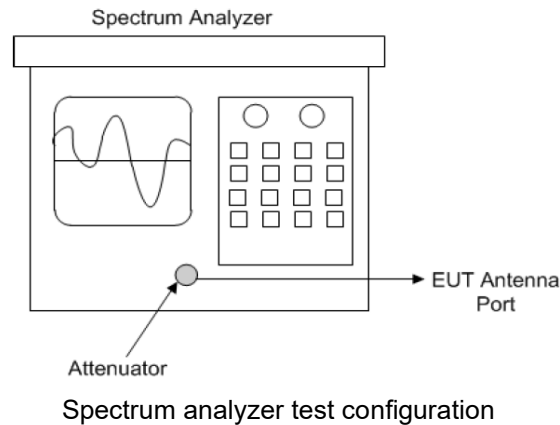 Spectrum Analyzer
EUT Antenna
Port
Attenuator
Spectrum analyzer test configuration